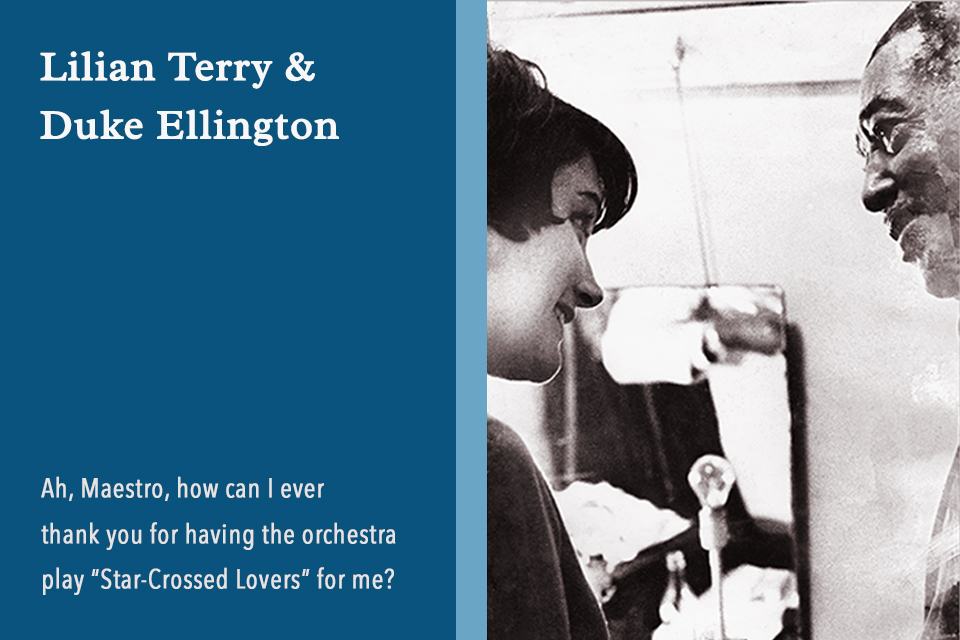 Lilian Terry &
Duke Ellington
Ah, Maestro, how can I ever
thank you for having the orchestra
play “Star-Crossed Lovers” for me?